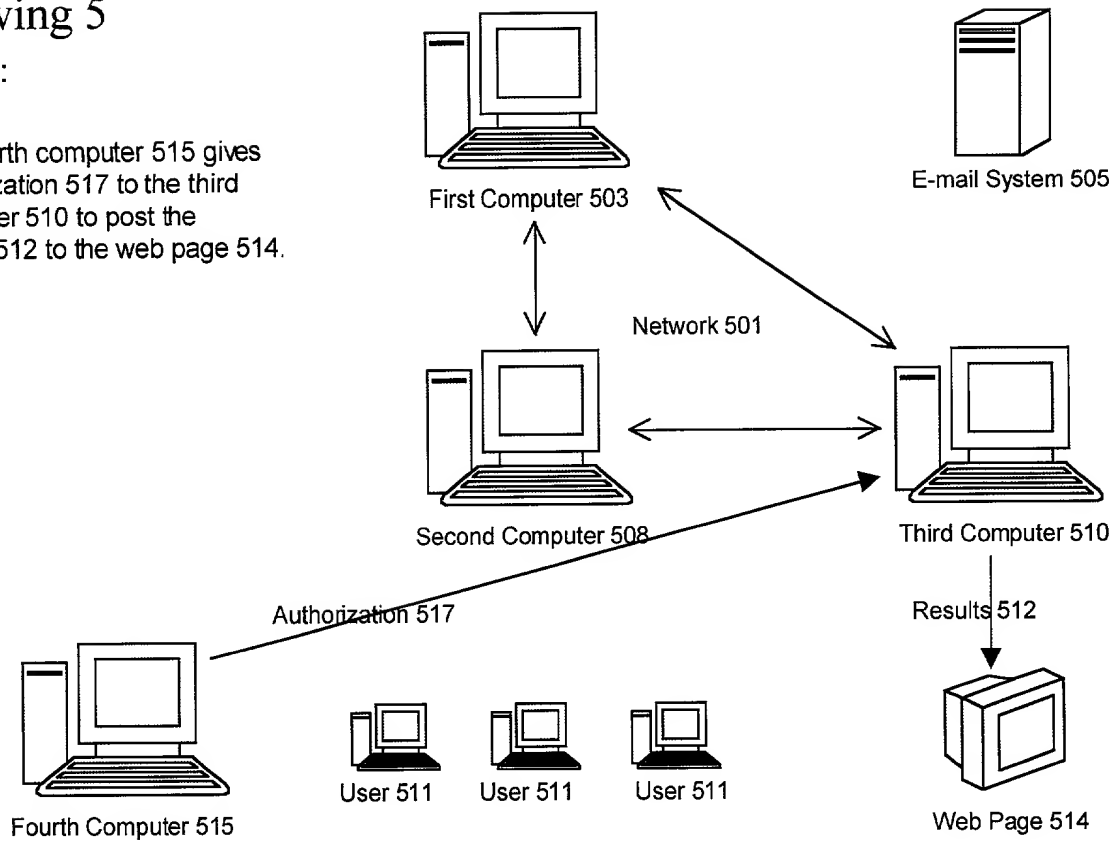 ving 5
:
rth computer 515 gives
zation 517 to the third
er 510 to post the
512 to the web page 514.
First Computer 503
E-mail System 505
Network 501
Second Computer 508
Third Computer 510
Authorization 517
Results 512
User 511
User 511
User 511
Fourth Computer 515
Web Page 514